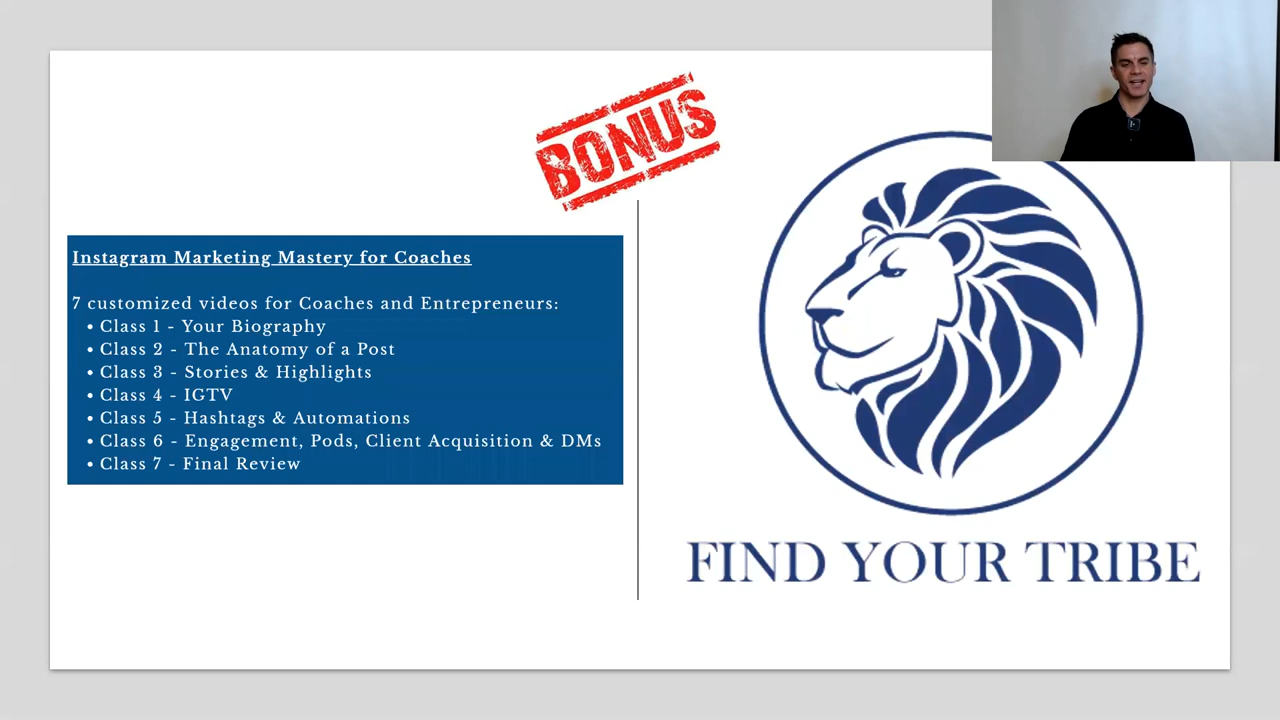 BONUS
Instagram Marketing Mastery for Coaches
7 customized videos for Coaches and Entrepreneurs:
• Class 1 - Your Biography
• Class 2 - The Anatomy of a Post
• Class 3 - Stories & Highlights
• Class 4 - IGTV
• Class 5 - Hashtags & Automations
• Class 6 - Engagement, Pods, Client Acquisition & DMs
• Class 7 - Final Review
FIND YOUR TRIBE